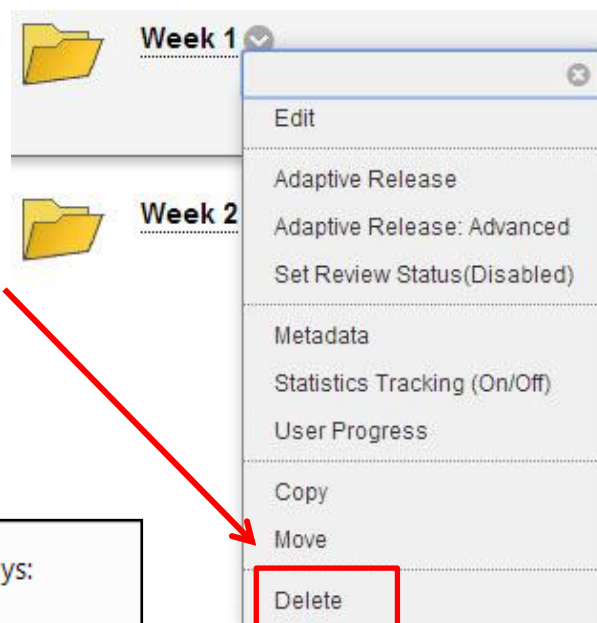 Week 1
Edit
Adaptive Release
Week 2
Adaptive Release: Advanced
Set Review Status(Disabled)
Metadata
Statistics Tracking (On/Off)
User Progress
Copy
Move
ys:
Delete